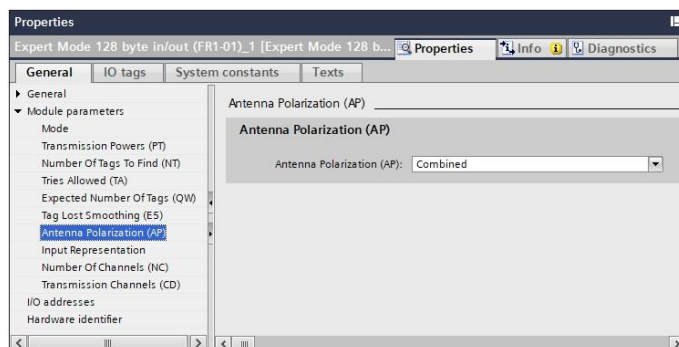 Properties
Expert Mode 128 byte in/out (FR1-01)_1 [Expert Mode 128 b...
Properties
Info
Diagnostics
General
IO tags
System constants
Texts
General
Module parameters
Mode
Transmission Powers (PT)
Number Of Tags To Find (NT)
Tries Allowed (TA)
Expected Number Of Tags (QW)
Tag Lost Smoothing (E5)
Antenna Polarization (AP)
Input Representation
Number Of Channels (NC)
Transmission Channels (CD)
I/O addresses
Hardware identifier
Antenna Polarization (AP)
Antenna Polarization (AP)
Antenna Polarization (AP): Combined